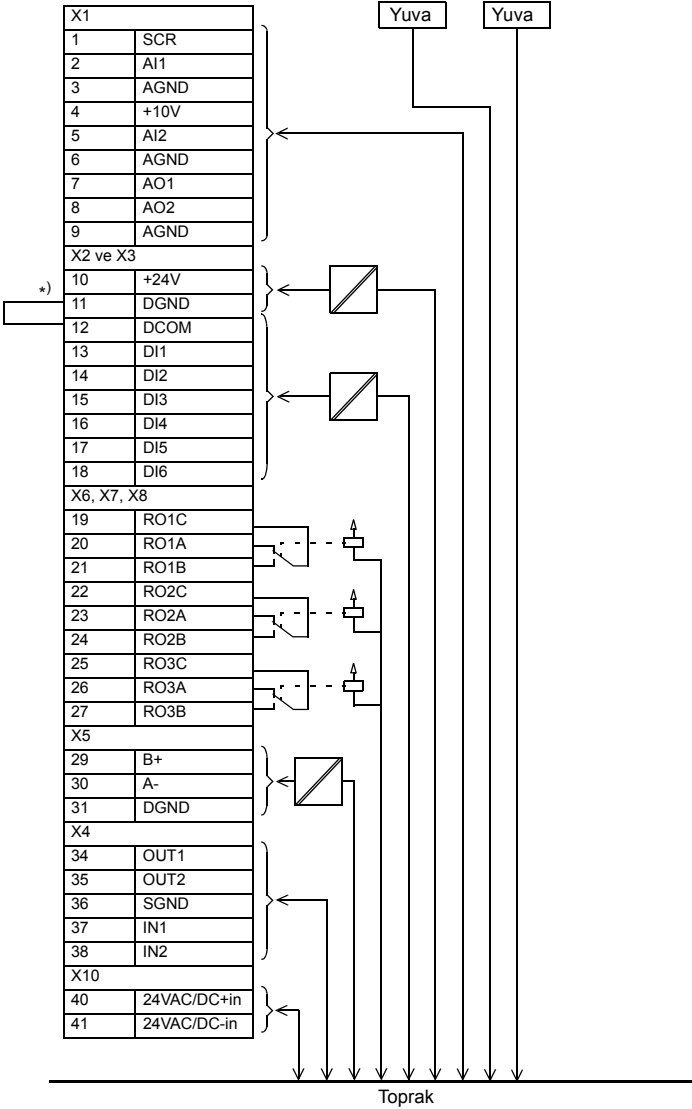 Yuva Yuva
X1
1 SCR
2 AI1
3 AGND
4 +10V
5 AI2
6 AGND
7 AO1
8 AO2
9 AGND
X2 ve X3
10 +24V
*)
11 DGND
12 DCOM
13 DI1
14 DI2
15 DI3
16 DI4
17 DI5
18 DI6
X6, X7, X8
19 RO1C
20 RO1A
21 RO1B
22 RO2C
23 RO2A
24 RO2B
25 RO3C
26 RO3A
27 RO3B
X5
29 B+
30 A-
31 DGND
X4
34 OUT1
35 OUT2
36 SGND
37 IN1
38 IN2
X10
40 24VAC/DC+in
41 24VAC/DC-in
Toprak